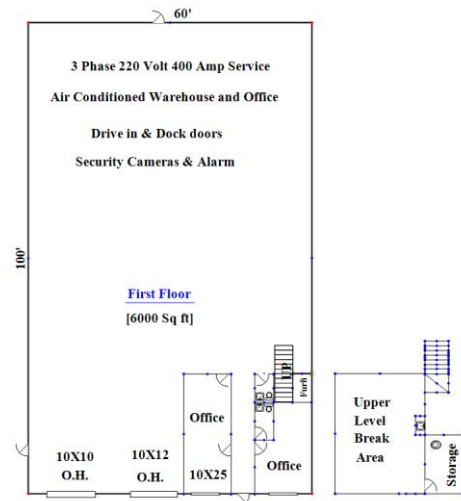 60'
3 Phase 220 Volt 400 Amp Service
Air Conditioned Warehouse and Office
Drive in & Dock doors
Security Cameras & Alarm
100'
First Floor
[6000 Sq ft]
UP
Furn
Office
Upper
Level
Break
Area
10X10
O.H.
10X12
O.H.
10X25
Office
Storage